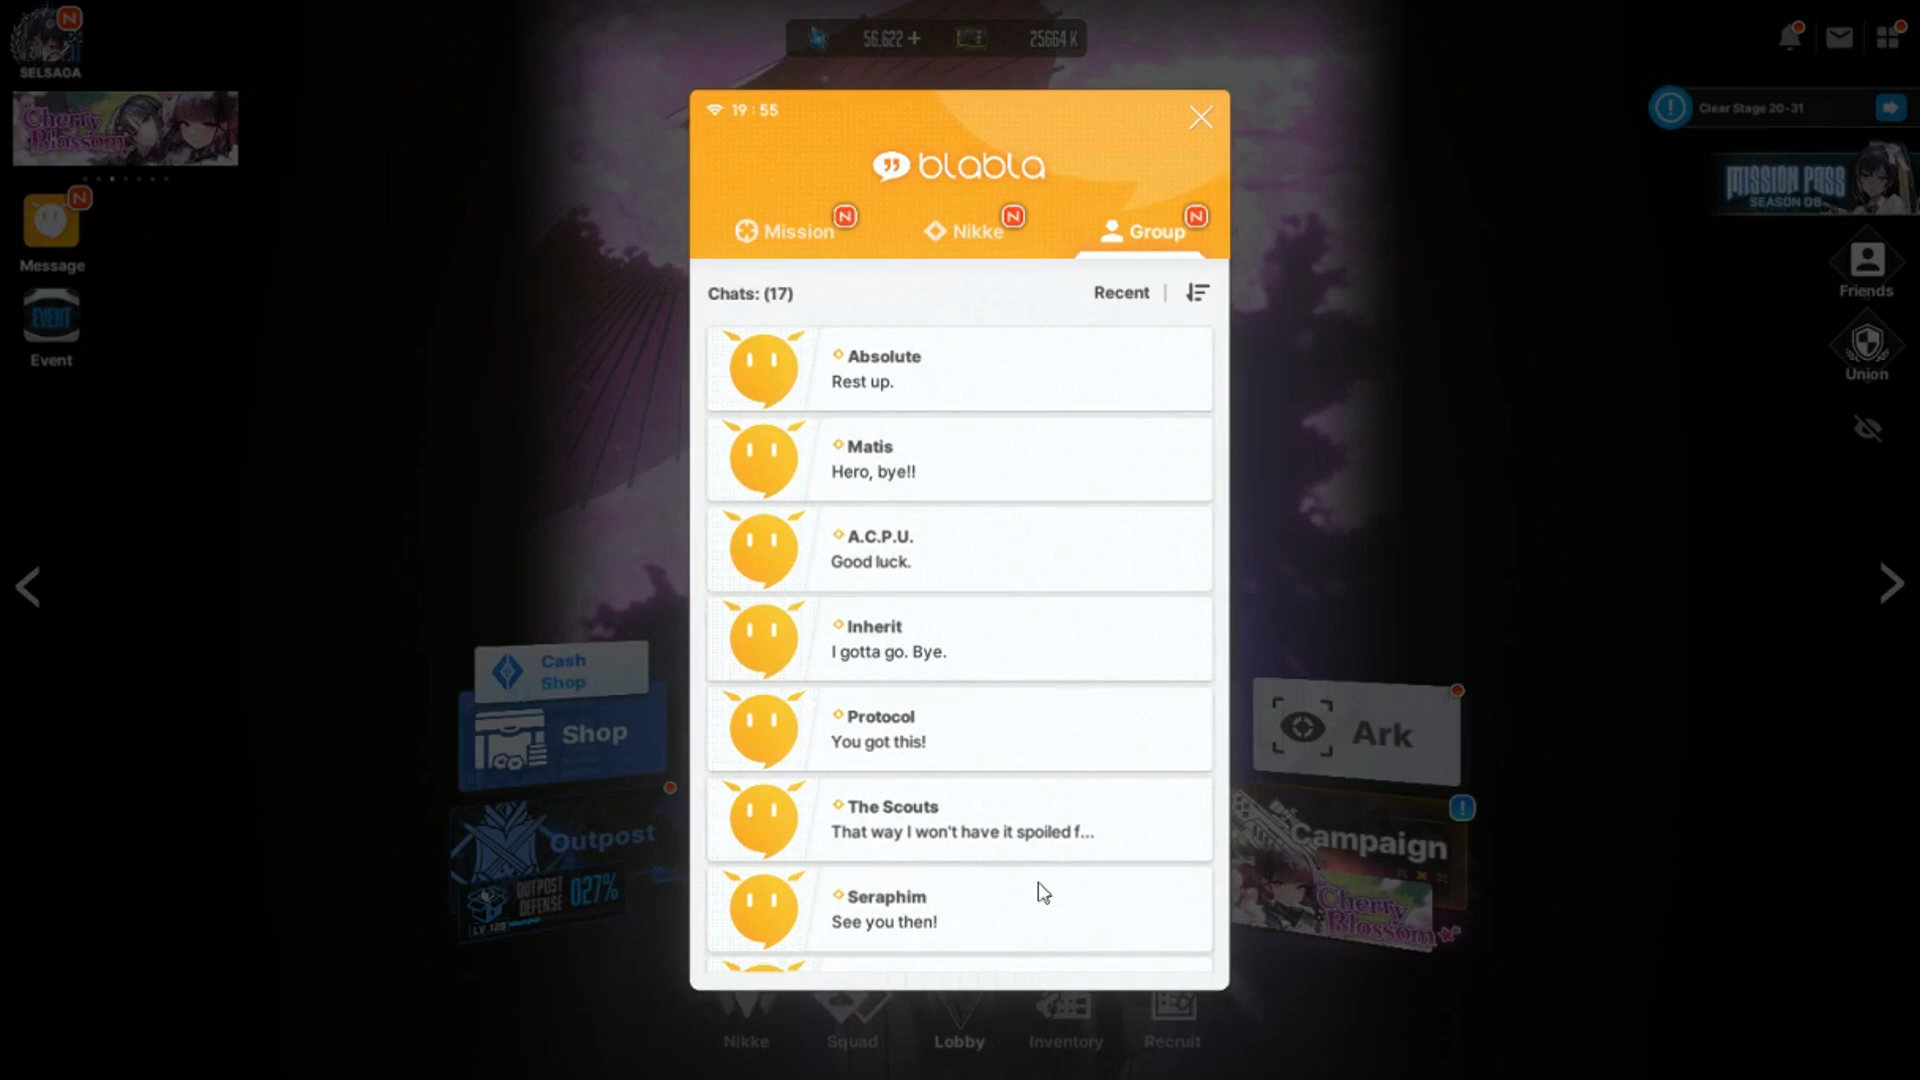 N
SELSAGA
56,622 +
25664 K
Cherry
Blossom
Clear Stage 20-31
MISSION PASS
SEASON 06
N
Message
EVENT
Event
Friends
Union
19 : 55
blabla
Mission N
Nikke N
Group N
Chats: (17)
Recent
Absolute
Rest up.
Matis
Hero, bye!!
A.C.P.U.
Good luck.
Inherit
I gotta go. Bye.
Protocol
You got this!
The Scouts
That way I won't have it spoiled f...
Seraphim
See you then!
Cash
Shop
Shop
Outpost
OUTPOST
DEFENSE
027%
LV.129
Ark
Campaign
Cherry
Blossom
Nikke
Squad
Lobby
Inventory
Recruit